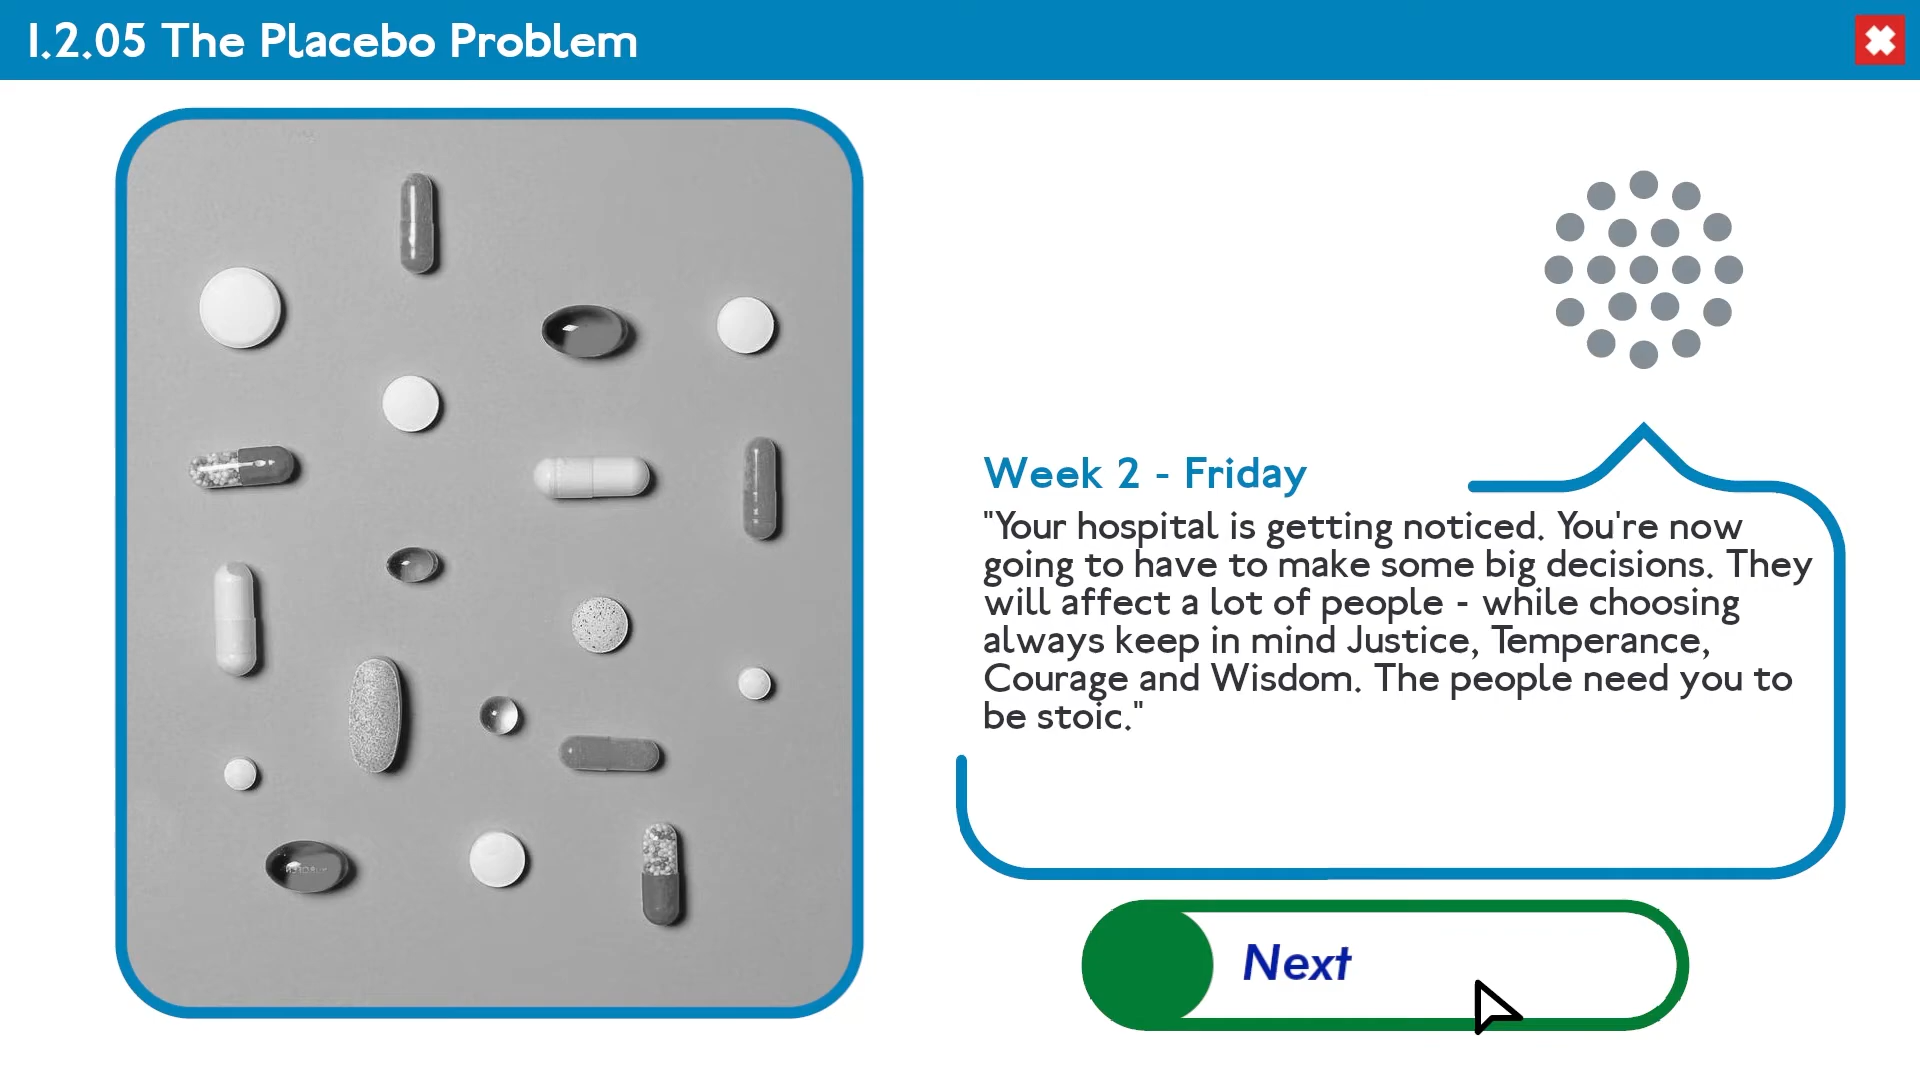 1.2.05 The Placebo Problem
Week 2 - Friday
"Your hospital is getting noticed. You're now
going to have to make some big decisions. They
will affect a lot of people - while choosing
always keep in mind Justice, Temperance,
Courage and Wisdom. The people need you to
be stoic."
Next